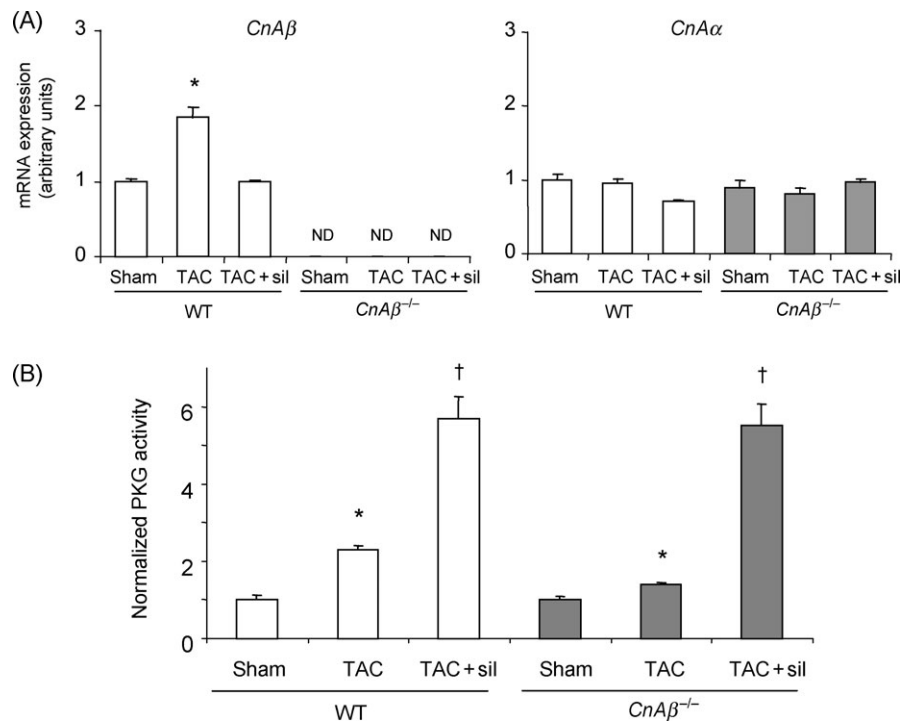 (A)
CnAβ
CnAα
mRNA expression
(arbitrary units)
3
2
1
0
*
ND ND ND
Sham TAC TAC + sil Sham TAC TAC + sil
WT CnAβ–/–
3
2
1
0
Sham TAC TAC + sil Sham TAC TAC + sil
WT CnAβ–/–
(B)
Normalized PKG activity
6
4
2
0
* † * †
Sham TAC TAC + sil Sham TAC TAC + sil
WT CnAβ–/–